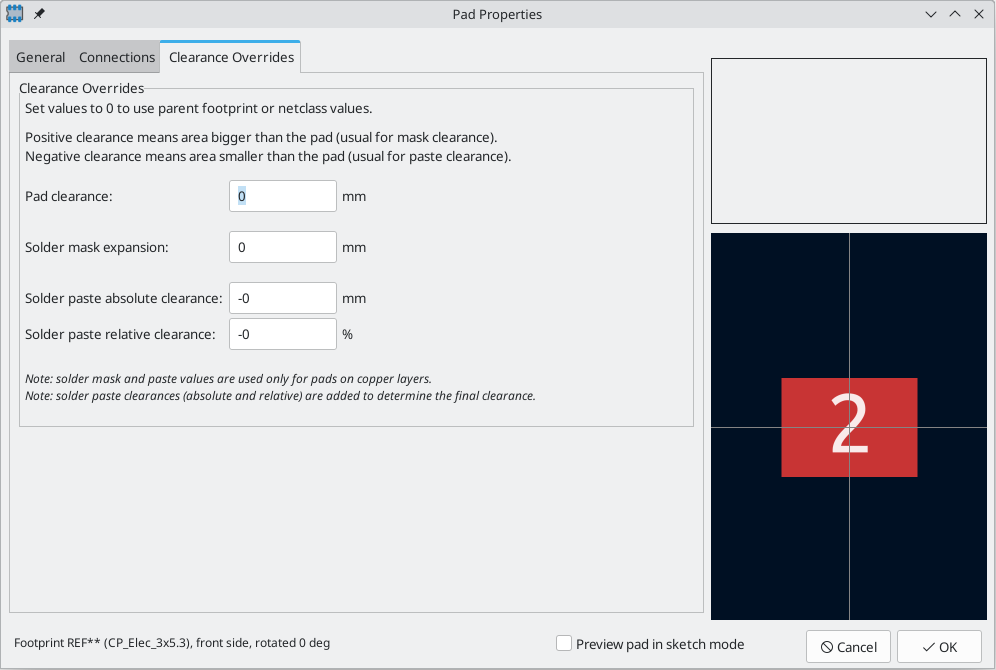 Pad Properties
General
Connections
Clearance Overrides
Clearance Overrides
Set values to 0 to use parent footprint or netclass values.
Positive clearance means area bigger than the pad (usual for mask clearance).
Negative clearance means area smaller than the pad (usual for paste clearance).
Pad clearance: 0 mm
Solder mask expansion: 0 mm
Solder paste absolute clearance: -0 mm
Solder paste relative clearance: -0 %
Note: solder mask and paste values are used only for pads on copper layers.
Note: solder paste clearances (absolute and relative) are added to determine the final clearance.
2
Footprint REF** (CP_Elec_3x5.3), front side, rotated 0 deg
Preview pad in sketch mode
Cancel
OK